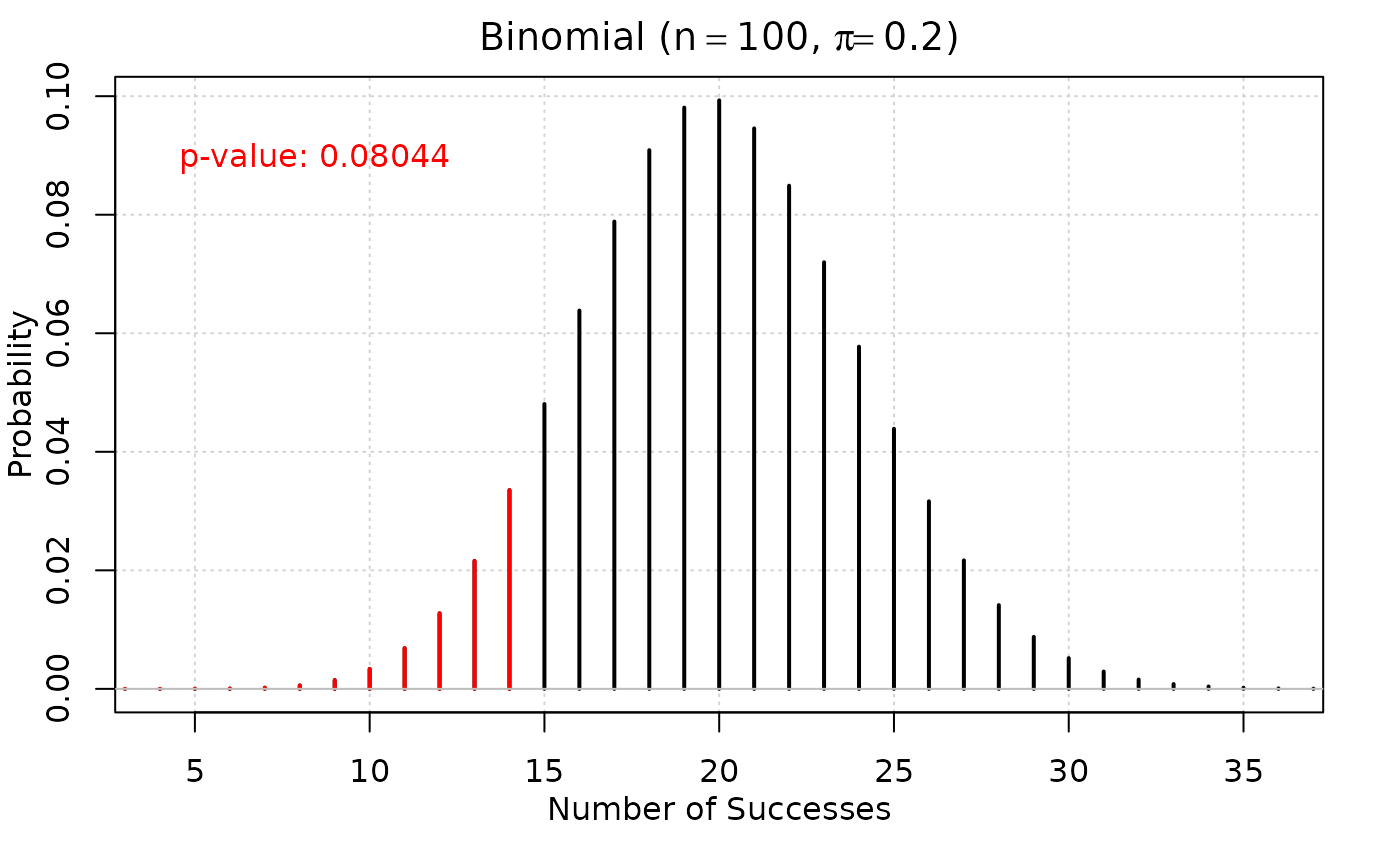 Binomial (n = 100, π= 0.2)
p-value: 0.08044
Probability
0.10
0.08
0.06
0.04
0.02
0.00
5 10 15 20 25 30 35
Number of Successes